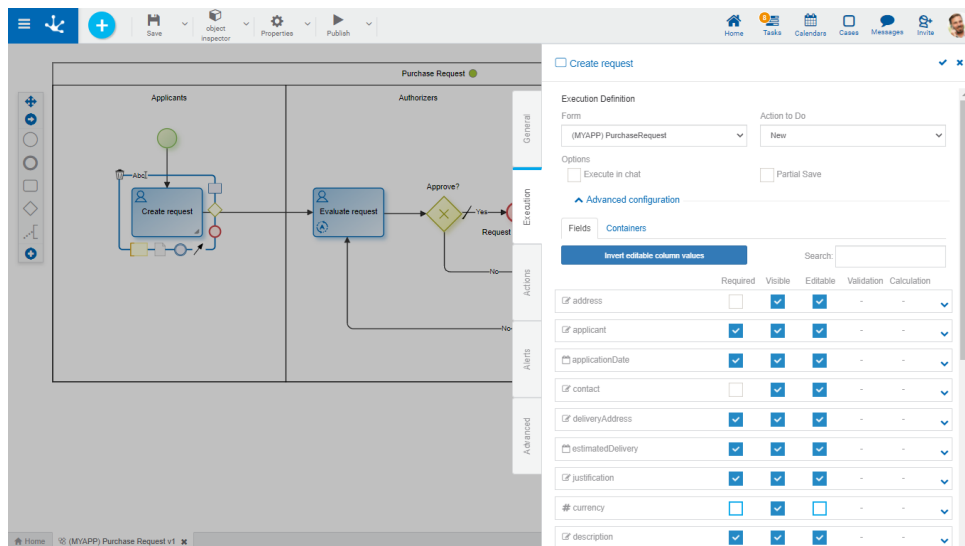 Save
object
inspector
Properties
Publish
Home
8
Tasks
Calendars
Cases
Messages
Invite
Purchase Request
Applicants
Authorizers
Abc
Create request
Evaluate request
Approve?
Yes
Request
No
No
General
Execution
Actions
Alerts
Advanced
Create request
Execution Definition
Form
Action to Do
(MYAPP) PurchaseRequest
New
Options
Execute in chat
Partial Save
Advanced configuration
Fields
Containers
Invert editable column values
Search:
Required Visible Editable Validation Calculation
address - -
applicant - -
applicationDate - -
contact - -
deliveryAddress - -
estimatedDelivery - -
justification - -
# currency - -
description - -
Home
(MYAPP) Purchase Request v1